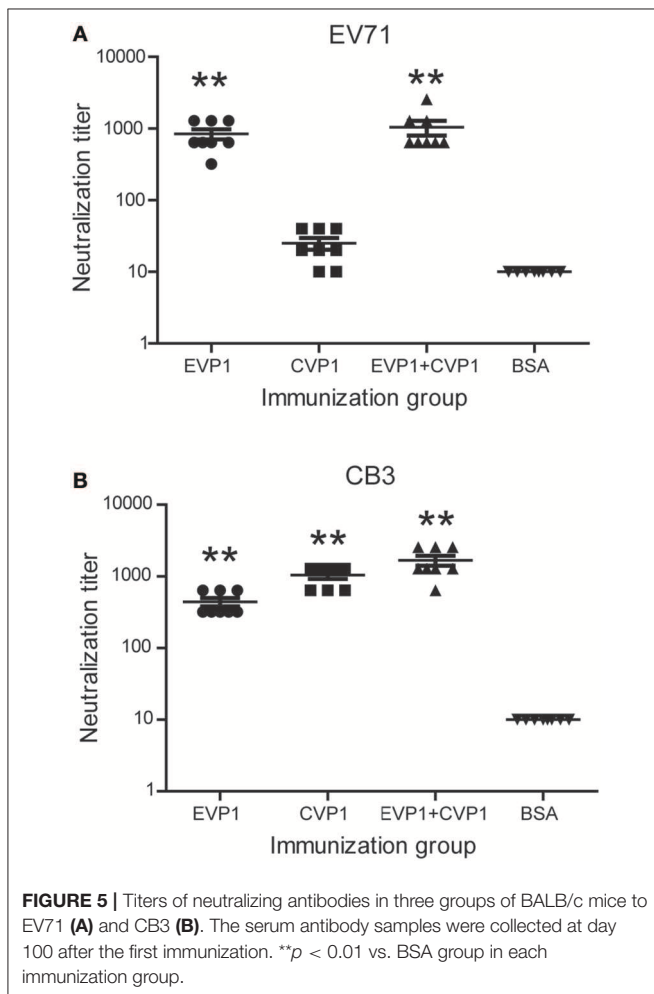 A
EV71
**
**
10000
1000
100
10
1
Neutralization titer
EVP1 CVP1 EVP1+CVP1 BSA
Immunization group
B
CB3
**
**
**
10000
1000
100
10
1
Neutralization titer
EVP1 CVP1 EVP1+CVP1 BSA
Immunization group
FIGURE 5 | Titers of neutralizing antibodies in three groups of BALB/c mice to
EV71 (A) and CB3 (B). The serum antibody samples were collected at day
100 after the first immunization. **p < 0.01 vs. BSA group in each
immunization group.